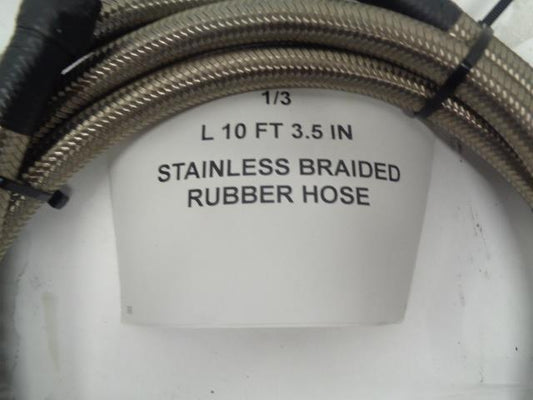 1/3
L 10 FT 3.5 IN
STAINLESS BRAIDED
RUBBER HOSE